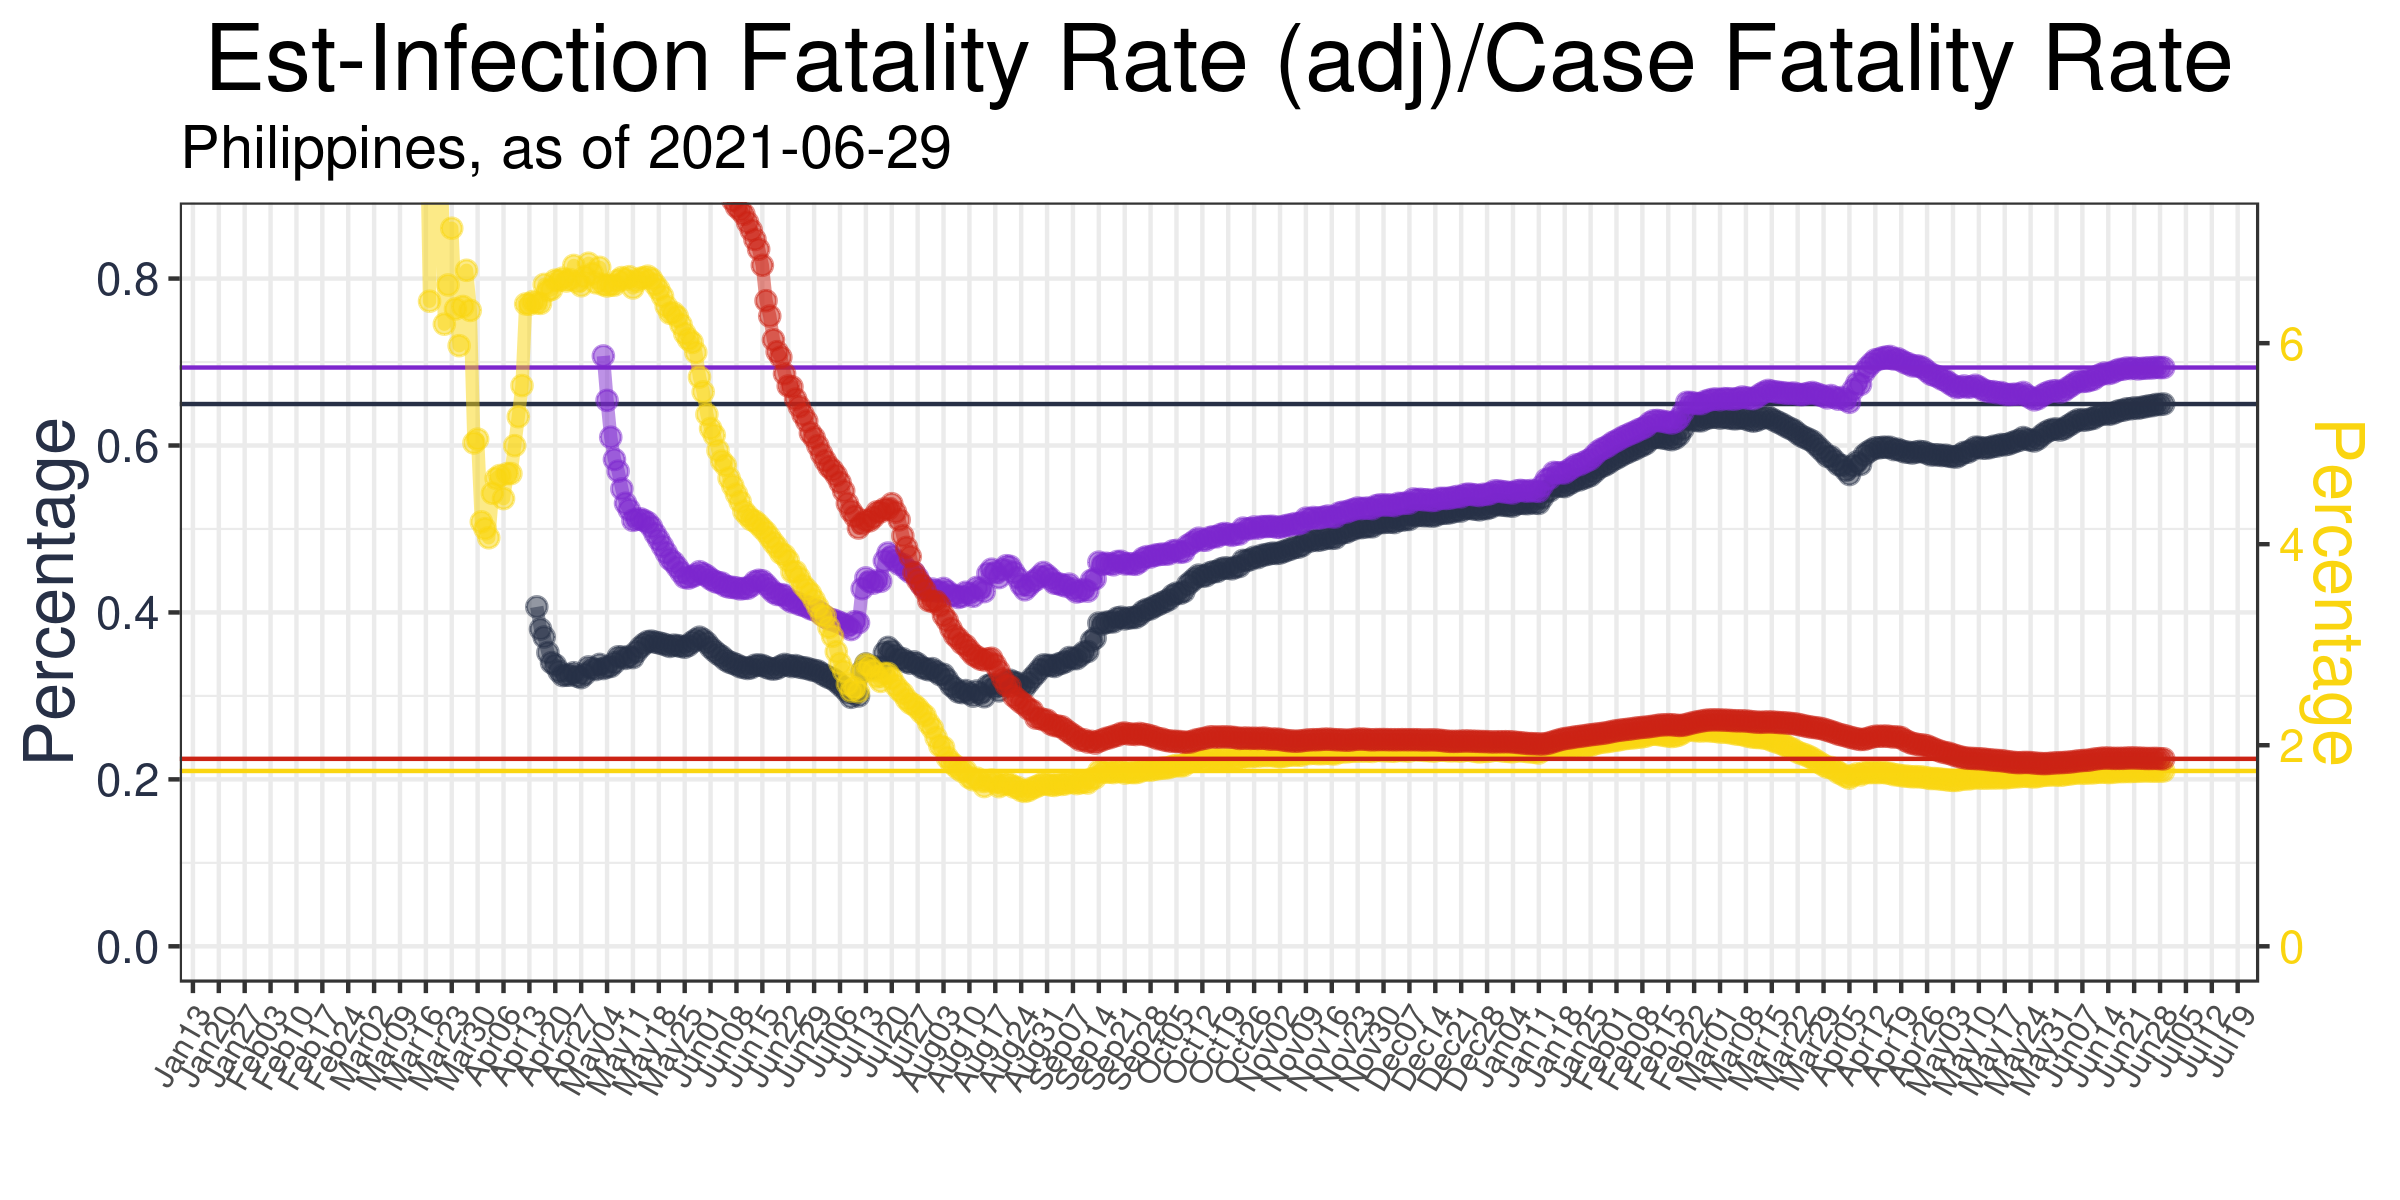 Est-Infection Fatality Rate (adj)/Case Fatality Rate
Philippines, as of 2021-06-29
Percentage
0.8
0.6
0.4
0.2
0.0
6
4
2
0
Percentage
Jan13
Jan20
Jan27
Feb03
Feb10
Feb17
Feb24
Mar02
Mar09
Mar16
Mar23
Mar30
Apr06
Apr13
Apr20
Apr27
May04
May11
May18
May25
Jun01
Jun08
Jun15
Jun22
Jun29
Jul06
Jul13
Jul20
Jul27
Aug03
Aug10
Aug17
Aug24
Aug31
Sep07
Sep14
Sep21
Sep28
Oct05
Oct12
Oct19
Oct26
Nov02
Nov09
Nov16
Nov23
Nov30
Dec07
Dec14
Dec21
Dec28
Jan04
Jan11
Jan18
Jan25
Feb01
Feb08
Feb15
Feb22
Mar01
Mar08
Mar15
Mar22
Mar29
Apr05
Apr12
Apr19
Apr26
May03
May10
May17
May24
May31
Jun07
Jun14
Jun21
Jun28
Jul05
Jul12
Jul19